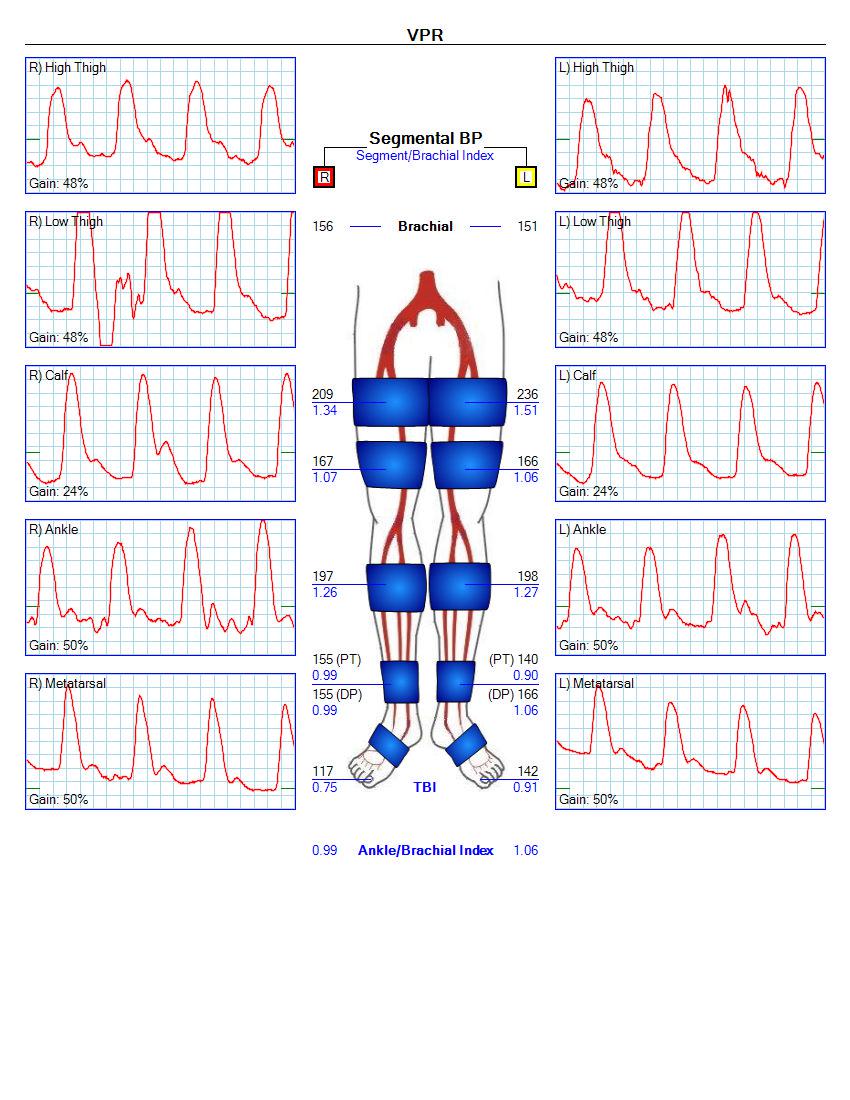 VPR
R) High Thigh
Gain: 48%
R) Low Thigh
Gain: 48%
R) Calf
Gain: 24%
R) Ankle
Gain: 50%
R) Metatarsal
Gain: 50%
Segmental BP
Segment/Brachial Index
R L
156 Brachial 151
209 236
1.34 1.51
167 166
1.07 1.06
197 198
1.26 1.27
155 (PT) (PT) 140
0.99 0.90
155 (DP) (DP) 166
0.99 1.06
117 142
0.75 TBI 0.91
0.99 Ankle/Brachial Index 1.06
L) High Thigh
Gain: 48%
L) Low Thigh
Gain: 48%
L) Calf
Gain: 24%
L) Ankle
Gain: 50%
L) Metatarsal
Gain: 50%